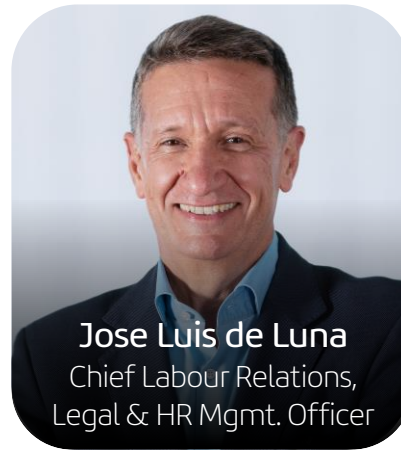 Jose Luis de Luna
Chief Labour Relations,
Legal & HR Mgmt. Officer